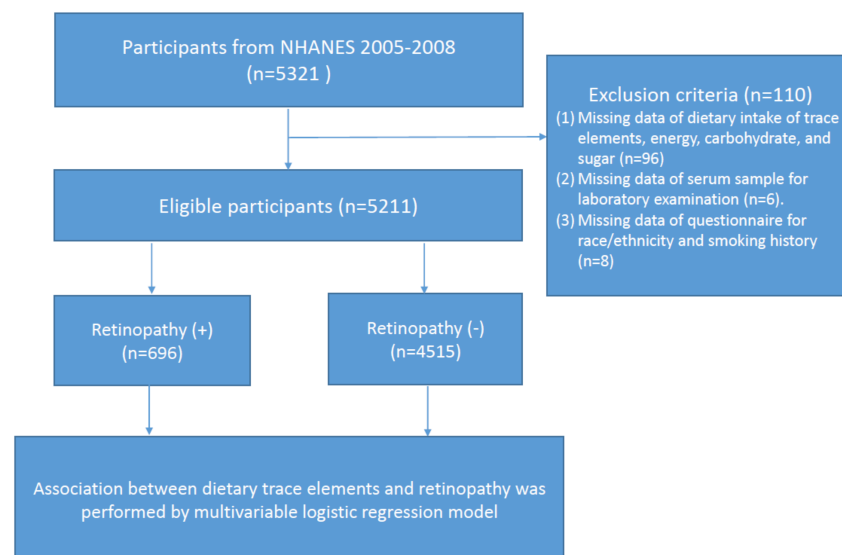 Participants from NHANES 2005-2008
(n=5321 )
Exclusion criteria (n=110)
(1) Missing data of dietary intake of trace
elements, energy, carbohydrate, and
sugar (n=96)
(2) Missing data of serum sample for
laboratory examination (n=6).
(3) Missing data of questionnaire for
race/ethnicity and smoking history
(n=8)
Eligible participants (n=5211)
Retinopathy (+)
(n=696)
Retinopathy (-)
(n=4515)
Association between dietary trace elements and retinopathy was
performed by multivariable logistic regression model